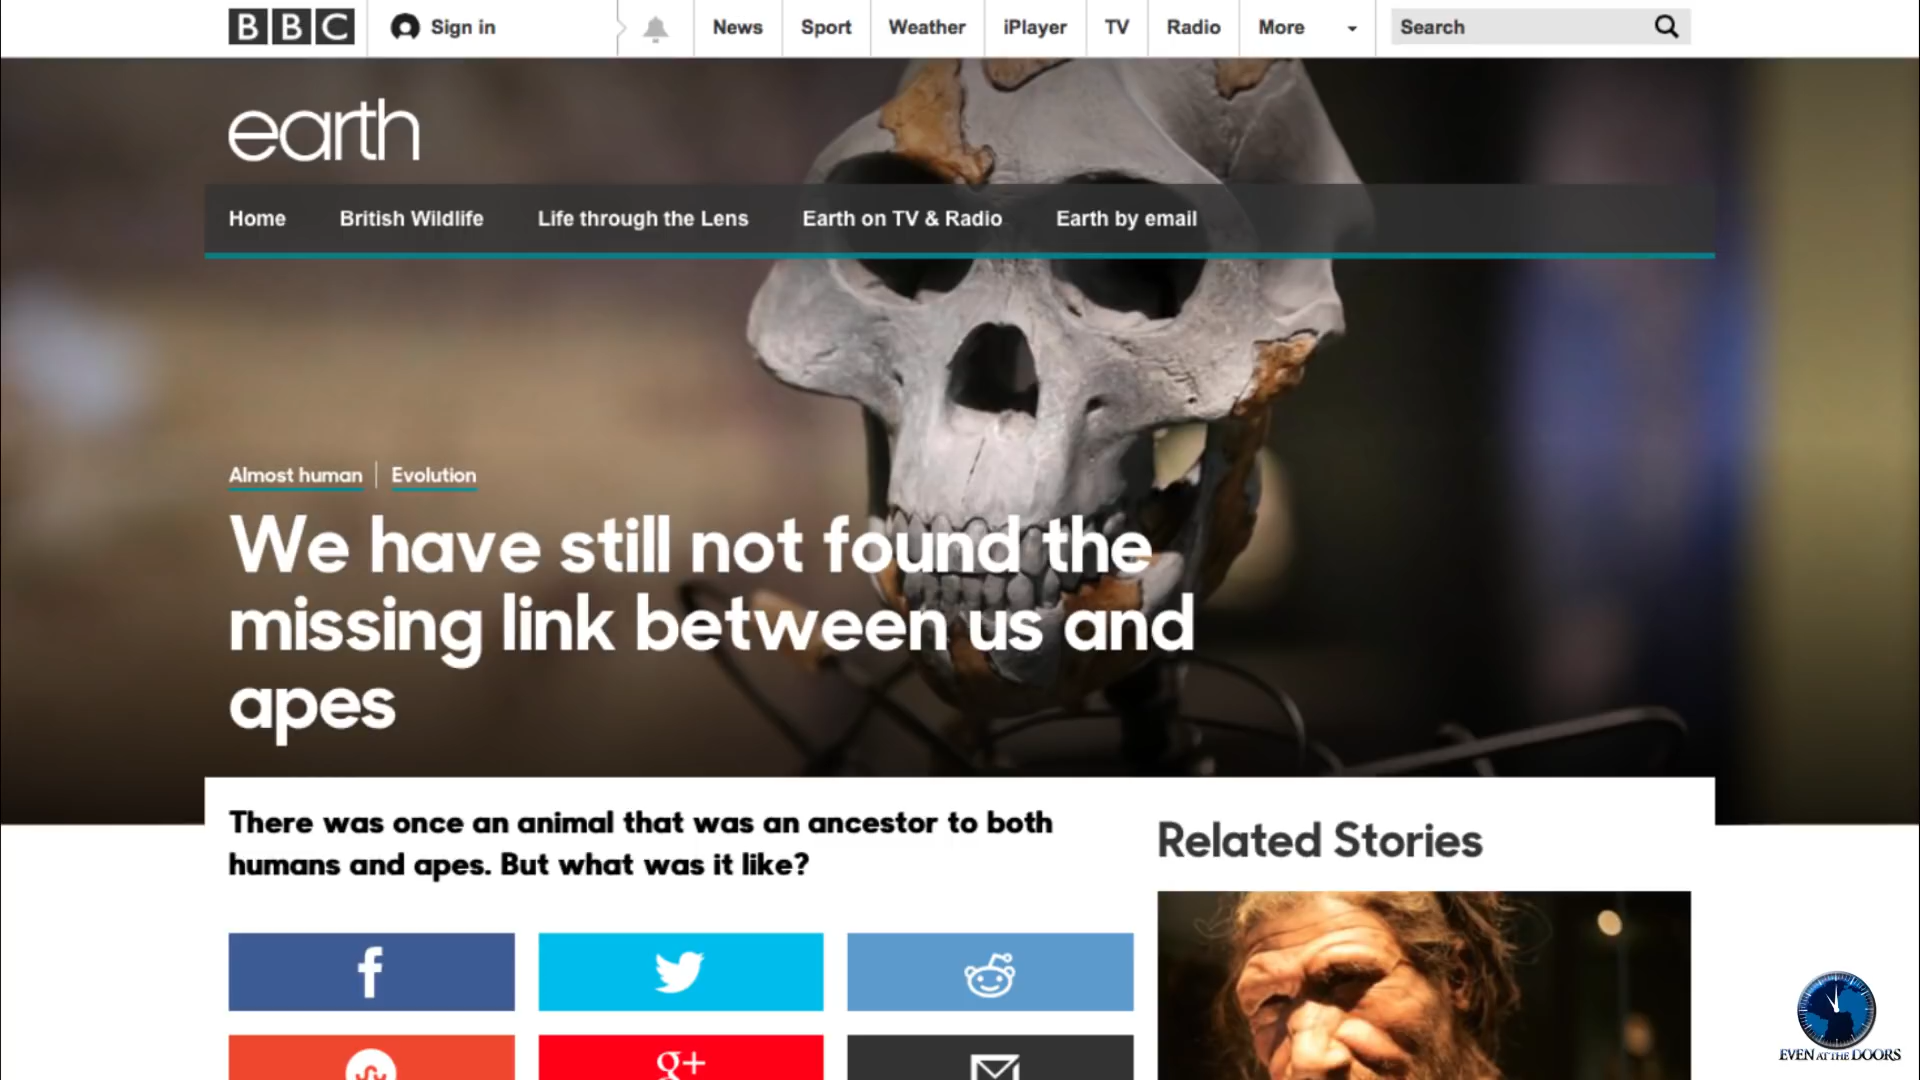 BBC
Sign in
News
Sport
Weather
iPlayer
TV
Radio
More
Search
earth
Home
British Wildlife
Life through the Lens
Earth on TV & Radio
Earth by email
Almost human
Evolution
We have still not found the
missing link between us and
apes
There was once an animal that was an ancestor to both
humans and apes. But what was it like?
Related Stories
f
g+
EVEN AT THE DOORS